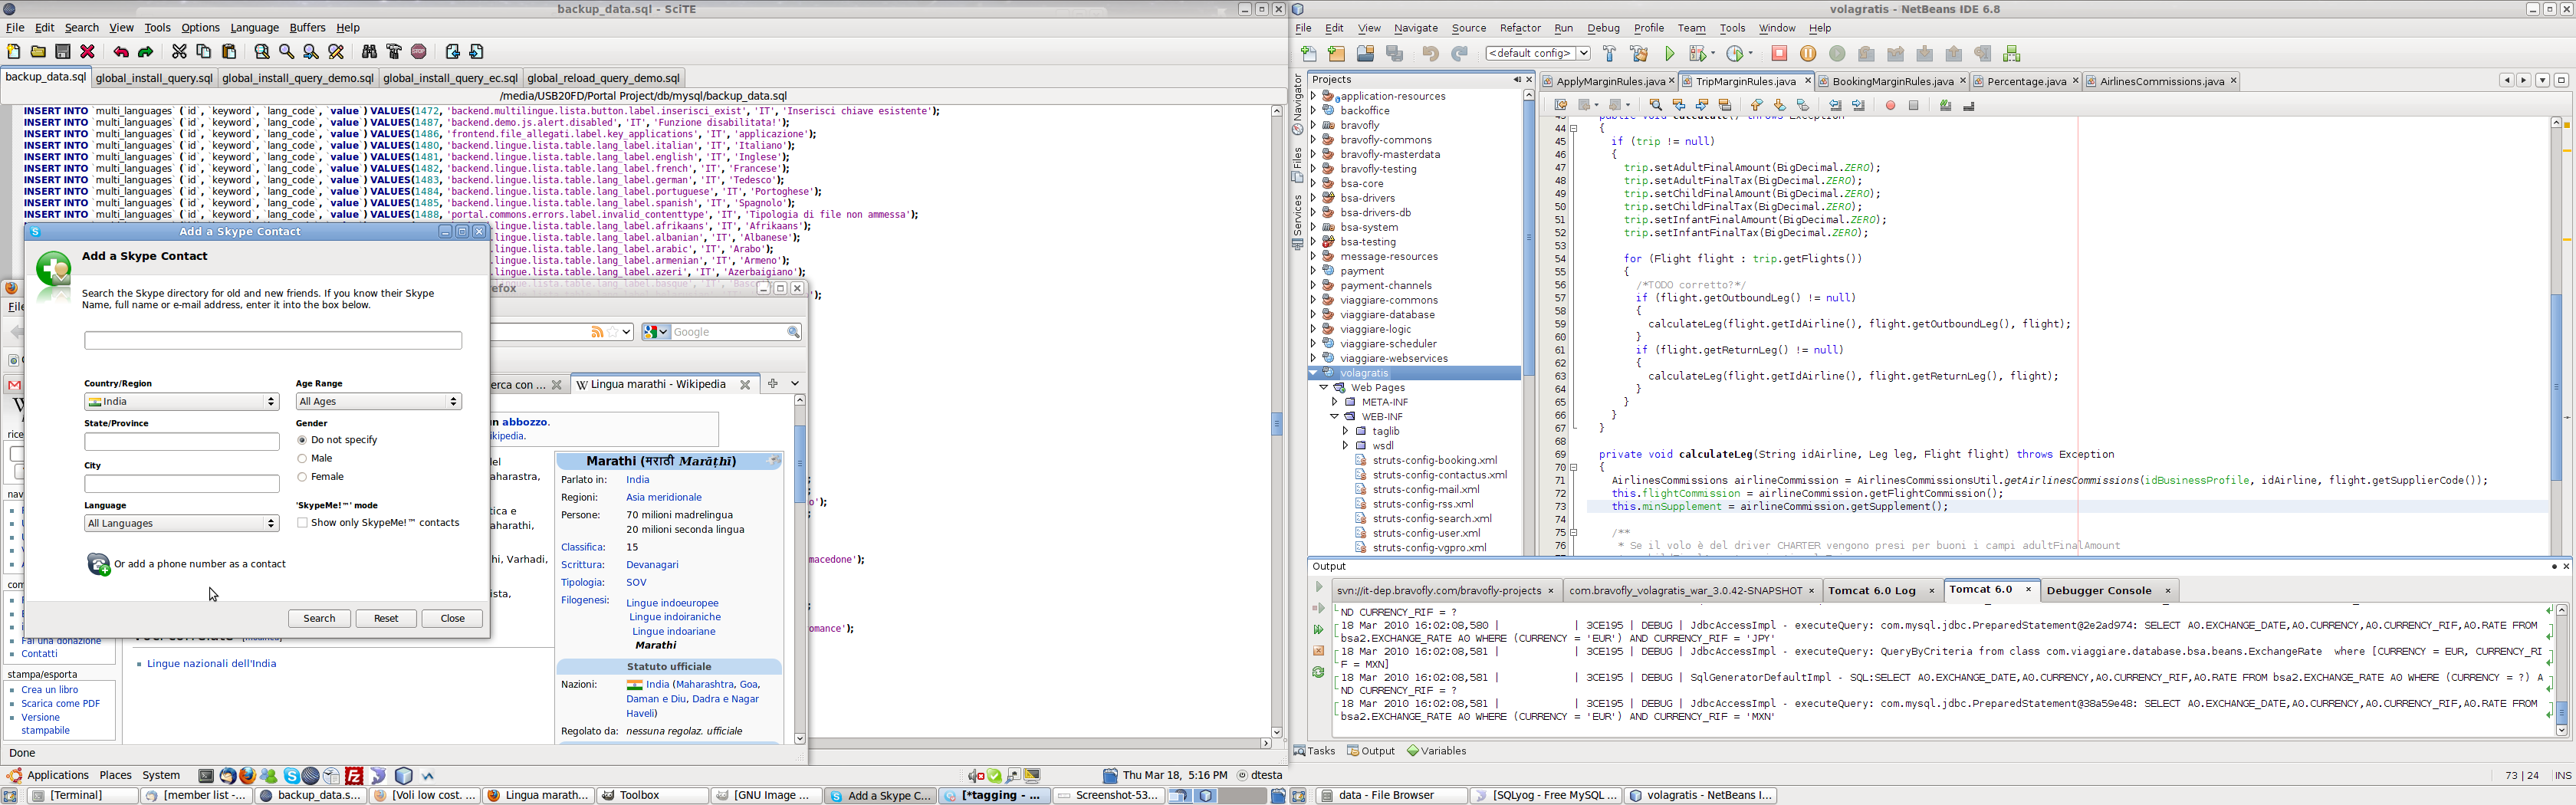 backup_data.sql - SciTE
File Edit Search View Tools Options Language Buffers Help
backup_data.sql global_install_query.sql global_install_query_demo.sql global_install_query_ec.sql global_reload_query_demo.sql
/media/USB20FD/Portal Project/db/mysql/backup_data.sql
INSERT INTO `multi_languages` (`id`, `keyword`, `lang_code`, `value`) VALUES(1472, 'backend.multilingue.lista.button.label.inserisci_exist', 'IT', 'Inserisci chiave esistente');
INSERT INTO `multi_languages` (`id`, `keyword`, `lang_code`, `value`) VALUES(1487, 'backend.demo.js.alert.disabled', 'IT', 'Funzione disabilitata!');
INSERT INTO `multi_languages` (`id`, `keyword`, `lang_code`, `value`) VALUES(1486, 'frontend.file_allegati.label.key_applications', 'IT', 'applicazione');
INSERT INTO `multi_languages` (`id`, `keyword`, `lang_code`, `value`) VALUES(1480, 'backend.lingue.lista.table.lang_label.italian', 'IT', 'Italiano');
INSERT INTO `multi_languages` (`id`, `keyword`, `lang_code`, `value`) VALUES(1481, 'backend.lingue.lista.table.lang_label.english', 'IT', 'Inglese');
INSERT INTO `multi_languages` (`id`, `keyword`, `lang_code`, `value`) VALUES(1482, 'backend.lingue.lista.table.lang_label.french', 'IT', 'Francese');
INSERT INTO `multi_languages` (`id`, `keyword`, `lang_code`, `value`) VALUES(1483, 'backend.lingue.lista.table.lang_label.german', 'IT', 'Tedesco');
INSERT INTO `multi_languages` (`id`, `keyword`, `lang_code`, `value`) VALUES(1484, 'backend.lingue.lista.table.lang_label.portuguese', 'IT', 'Portoghese');
INSERT INTO `multi_languages` (`id`, `keyword`, `lang_code`, `value`) VALUES(1485, 'backend.lingue.lista.table.lang_label.spanish', 'IT', 'Spagnolo');
INSERT INTO `multi_languages` (`id`, `keyword`, `lang_code`, `value`) VALUES(1488, 'portal.commons.errors.label.invalid_contenttype', 'IT', 'Tipologia di file non ammessa');
lingue.lista.table.lang_label.afrikaans', 'IT', 'Afrikaans');
lingue.lista.table.lang_label.albanian', 'IT', 'Albanese');
lingue.lista.table.lang_label.arabic', 'IT', 'Arabo');
lingue.lista.table.lang_label.armenian', 'IT', 'Armeno');
lingue.lista.table.lang_label.azeri', 'IT', 'Azerbaigiano');
Add a Skype Contact
Add a Skype Contact
Search the Skype directory for old and new friends. If you know their Skype
Name, full name or e-mail address, enter it into the box below.
Country/Region Age Range
India All Ages
State/Province Gender
Do not specify
Male
City
Female
Language 'SkypeMe!™' mode
All Languages Show only SkypeMe!™ contacts
Or add a phone number as a contact
Search Reset Close
efox
Google
erca con ... Lingua marathi - Wikipedia
n abbozzo.
kipedia.
Marathi (मराठी Marāṭhī)
Parlato in: India
Regioni: Asia meridionale
Persone: 70 milioni madrelingua
20 milioni seconda lingua
Classifica: 15
Scrittura: Devanagari
Tipologia: SOV
Filogenesi: Lingue indoeuropee
Lingue indoiraniche
Lingue indoariane
Marathi
Statuto ufficiale
Nazioni: India (Maharashtra, Goa,
Daman e Diu, Dadra e Nagar
Haveli)
Regolato da: nessuna regolaz. ufficiale
macedone');
omance');
Fai una donazione
Contatti
Lingue nazionali dell'India
stampa/esporta
Crea un libro
Scarica come PDF
Versione
stampabile
Done
volagratis - NetBeans IDE 6.8
File Edit View Navigate Source Refactor Run Debug Profile Team Tools Window Help
<default config>
Navigator
Files
Services
Projects
application-resources
backoffice
bravofly
bravofly-commons
bravofly-masterdata
bravofly-testing
bsa-core
bsa-drivers
bsa-drivers-db
bsa-system
bsa-testing
message-resources
payment
payment-channels
viaggiare-commons
viaggiare-database
viaggiare-logic
viaggiare-scheduler
viaggiare-webservices
volagratis
Web Pages
META-INF
WEB-INF
taglib
wsdl
struts-config-booking.xml
struts-config-contactus.xml
struts-config-mail.xml
struts-config-rss.xml
struts-config-search.xml
struts-config-user.xml
struts-config-vgpro.xml
ApplyMarginRules.java TripMarginRules.java BookingMarginRules.java Percentage.java AirlinesCommissions.java
44 {
45 if (trip != null)
46 {
47 trip.setAdultFinalAmount(BigDecimal.ZERO);
48 trip.setAdultFinalTax(BigDecimal.ZERO);
49 trip.setChildFinalAmount(BigDecimal.ZERO);
50 trip.setChildFinalTax(BigDecimal.ZERO);
51 trip.setInfantFinalAmount(BigDecimal.ZERO);
52 trip.setInfantFinalTax(BigDecimal.ZERO);
53
54 for (Flight flight : trip.getFlights())
55 {
56 /*TODO corretto?*/
57 if (flight.getOutboundLeg() != null)
58 {
59 calculateLeg(flight.getIdAirline(), flight.getOutboundLeg(), flight);
60 }
61 if (flight.getReturnLeg() != null)
62 {
63 calculateLeg(flight.getIdAirline(), flight.getReturnLeg(), flight);
64 }
65 }
66 }
67 }
68
69 private void calculateLeg(String idAirline, Leg leg, Flight flight) throws Exception
70 {
71 AirlinesCommissions airlineCommission = AirlinesCommissionsUtil.getAirlinesCommissions(idBusinessProfile, idAirline, flight.getSupplierCode());
72 this.flightCommission = airlineCommission.getFlightCommission();
73 this.minSupplement = airlineCommission.getSupplement();
74
75 /**
76 * Se il volo è del driver CHARTER vengono presi per buoni i campi adultFinalAmount
Output
svn://it-dep.bravofly.com/bravofly-projects com.bravofly_volagratis_war_3.0.42-SNAPSHOT Tomcat 6.0 Log Tomcat 6.0 Debugger Console
ND CURRENCY_RIF = ?
18 Mar 2010 16:02:08,580 | | 3CE195 | DEBUG | JdbcAccessImpl - executeQuery: com.mysql.jdbc.PreparedStatement@2e2ad974: SELECT A0.EXCHANGE_DATE,A0.CURRENCY,A0.CURRENCY_RIF,A0.RATE FROM
bsa2.EXCHANGE_RATE A0 WHERE (CURRENCY = 'EUR') AND CURRENCY_RIF = 'JPY'
18 Mar 2010 16:02:08,581 | | 3CE195 | DEBUG | JdbcAccessImpl - executeQuery: QueryByCriteria from class com.viaggiare.database.bsa.beans.ExchangeRate where [CURRENCY = EUR, CURRENCY_RI
F = MXN]
18 Mar 2010 16:02:08,581 | | 3CE195 | DEBUG | SqlGeneratorDefaultImpl - SQL:SELECT A0.EXCHANGE_DATE,A0.CURRENCY,A0.CURRENCY_RIF,A0.RATE FROM bsa2.EXCHANGE_RATE A0 WHERE (CURRENCY = ?) A
ND CURRENCY_RIF = ?
18 Mar 2010 16:02:08,581 | | 3CE195 | DEBUG | JdbcAccessImpl - executeQuery: com.mysql.jdbc.PreparedStatement@38a59e48: SELECT A0.EXCHANGE_DATE,A0.CURRENCY,A0.CURRENCY_RIF,A0.RATE FROM
bsa2.EXCHANGE_RATE A0 WHERE (CURRENCY = 'EUR') AND CURRENCY_RIF = 'MXN'
Tasks Output Variables
73 | 24 INS
Applications Places System Thu Mar 18, 5:16 PM dtesta
[Terminal] [member list -... backup_data.s... [Voli low cost. ... Lingua marath... Toolbox [GNU Image ... Add a Skype C... [*tagging - ... Screenshot-53... data - File Browser [SQLyog - Free MySQL ... volagratis - NetBeans I...